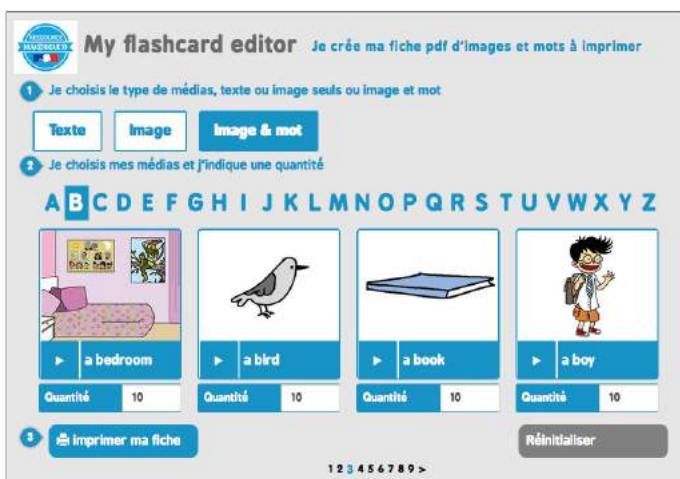 RESSOURCE
My flashcard editor Je crée ma fiche pdf d'images et mots à imprimer
1 Je choisis le type de médias, texte ou image seuls ou image et mot
Texte Image Image & mot
2 Je choisis mes médias et j'indique une quantité
A B C D E F G H I J K L M N O P Q R S T U V W X Y Z
a bedroom a bird a book a boy
Quantité 10 Quantité 10 Quantité 10 Quantité 10
3 imprimer ma fiche Réinitialiser
1 2 3 4 5 6 7 8 9 >